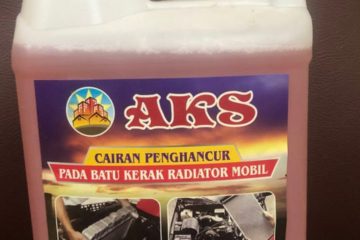 AKS
CAIRAN PENGHANCUR
PADA BATU KERAK RADIATOR MOBIL